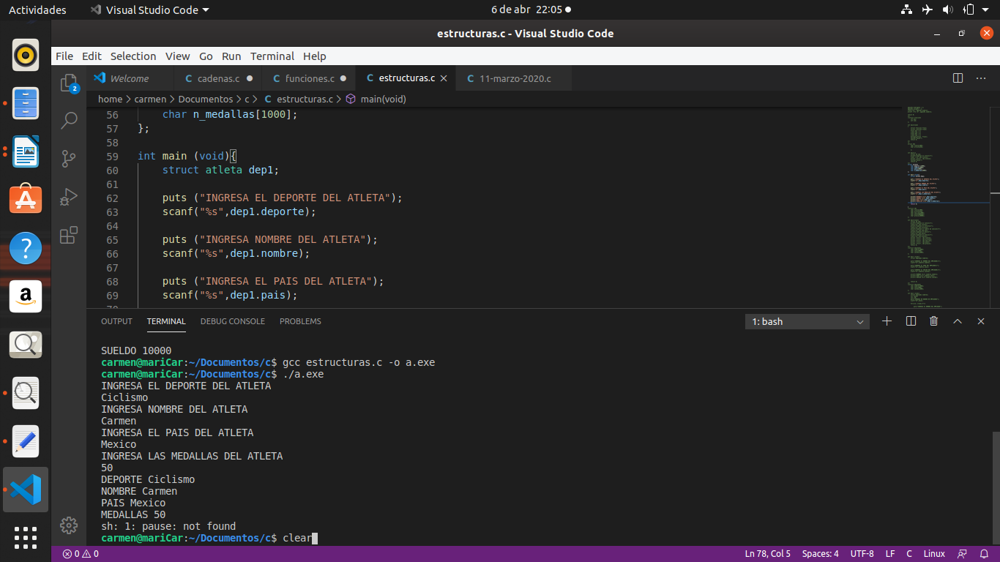 Actividades Visual Studio Code 6 de abr 22:05
estructuras.c - Visual Studio Code
File Edit Selection View Go Run Terminal Help
Welcome cadenas.c funciones.c estructuras.c 11-marzo-2020.c
home > carmen > Documentos > c > C estructuras.c > main(void)
56 char n_medallas[1000];
57 };
58
59 int main (void){
60 struct atleta dep1;
61
62 puts ("INGRESA EL DEPORTE DEL ATLETA");
63 scanf("%s",dep1.deporte);
64
65 puts ("INGRESA NOMBRE DEL ATLETA");
66 scanf("%s",dep1.nombre);
67
68 puts ("INGRESA EL PAIS DEL ATLETA");
69 scanf("%s",dep1.pais);
OUTPUT TERMINAL DEBUG CONSOLE PROBLEMS 1: bash
SUELDO 10000
carmen@mariCar:~/Documentos/c$ gcc estructuras.c -o a.exe
carmen@mariCar:~/Documentos/c$ ./a.exe
INGRESA EL DEPORTE DEL ATLETA
Ciclismo
INGRESA NOMBRE DEL ATLETA
Carmen
INGRESA EL PAIS DEL ATLETA
Mexico
INGRESA LAS MEDALLAS DEL ATLETA
50
DEPORTE Ciclismo
NOMBRE Carmen
PAIS Mexico
MEDALLAS 50
sh: 1: pause: not found
carmen@mariCar:~/Documentos/c$ clear
0 0 Ln 78, Col 5 Spaces: 4 UTF-8 LF C Linux